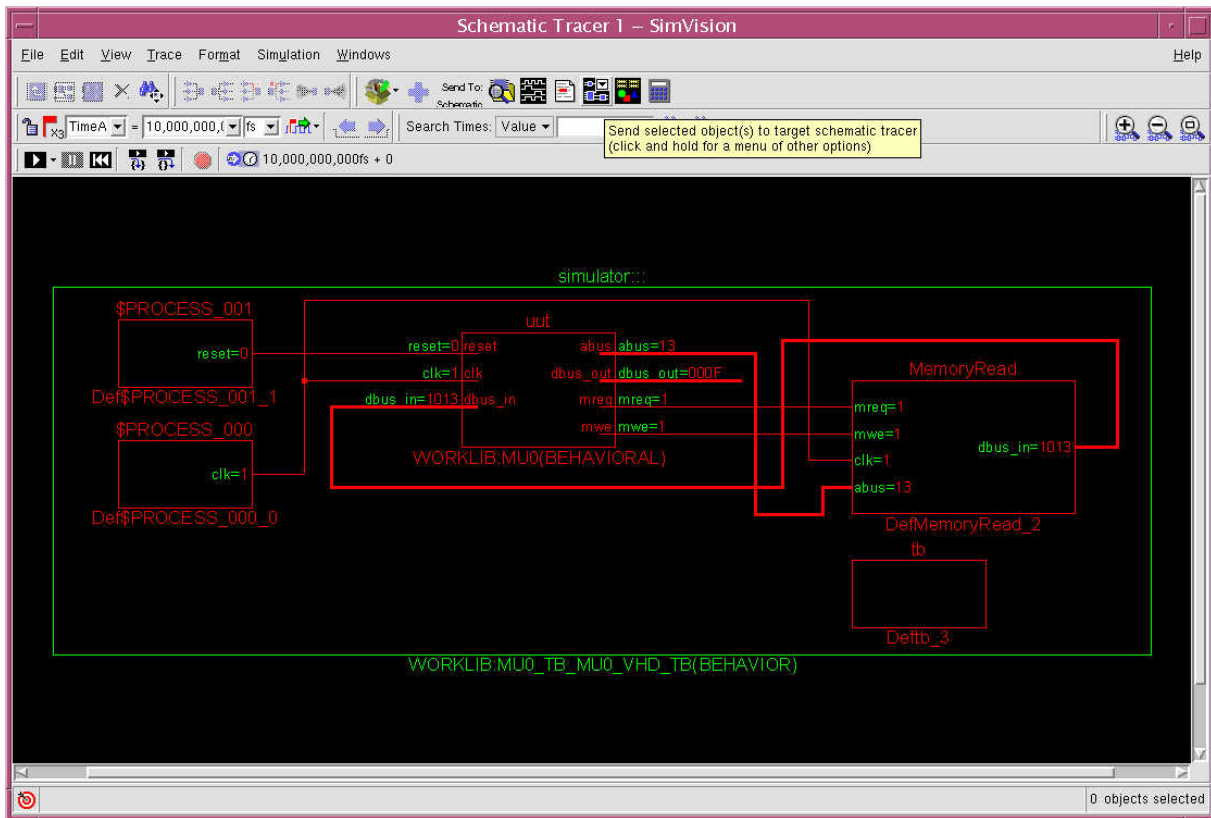 Schematic Tracer 1 – SimVision
File Edit View Trace Format Simulation Windows Help
Send To:
Schematic
X3 TimeA = 10,000,000,( fs Search Times: Value
Send selected object(s) to target schematic tracer
(click and hold for a menu of other options)
10,000,000,000fs + 0
simulator:::
$PROCESS_001
reset=0
Def$PROCESS_001_1
$PROCESS_000
clk=1
Def$PROCESS_000_0
uut
reset=0 reset abus abus=13
clk=1 clk dbus_out dbus_out=000F
dbus_in=1013 dbus_in mreq mreq=1
mwe mwe=1
WORKLIB:MU0(BEHAVIORAL)
MemoryRead
mreq=1
mwe=1
dbus_in=1013
clk=1
abus=13
DefMemoryRead_2
tb
Deftb_3
WORKLIB:MU0_TB_MU0_VHD_TB(BEHAVIOR)
0 objects selected